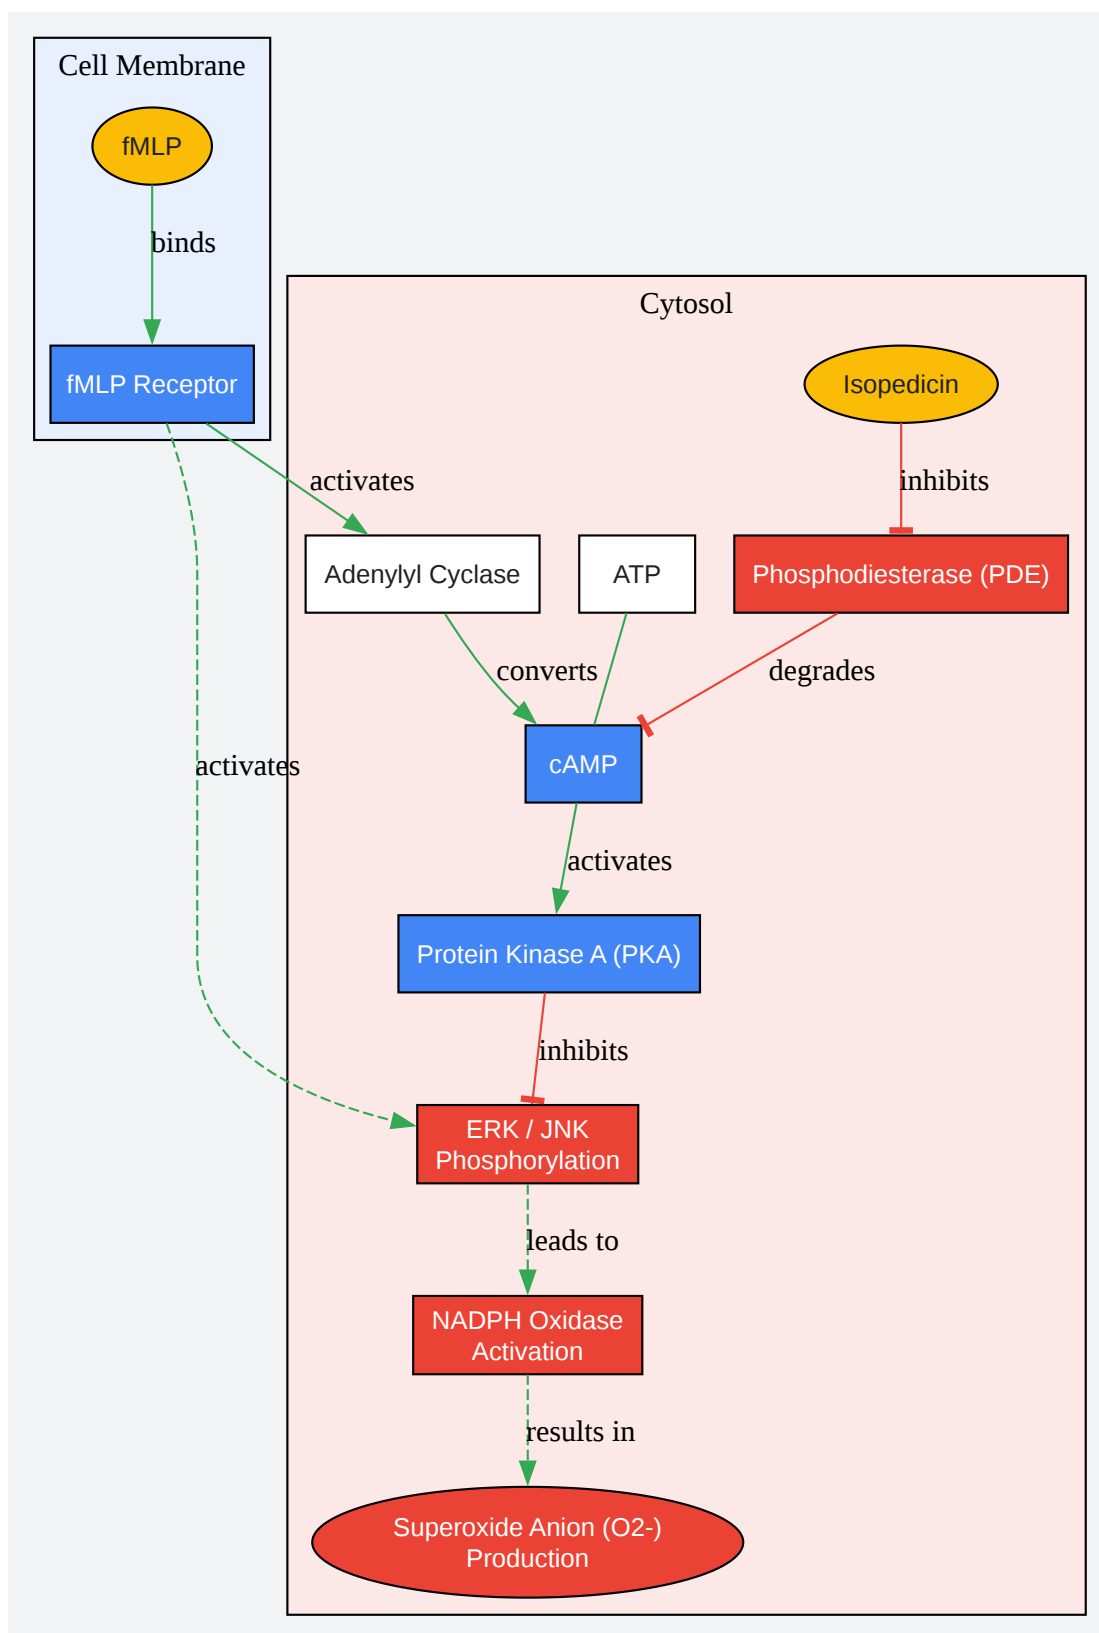 Cell Membrane
fMLP
binds
Cytosol
fMLP Receptor
Isopedicin
activates
inhibits
Adenylyl Cyclase
ATP
Phosphodiesterase (PDE)
converts
degrades
activates
cAMP
activates
Protein Kinase A (PKA)
inhibits
ERK / JNK
Phosphorylation
leads to
NADPH Oxidase
Activation
results in
Superoxide Anion (O2-)
Production